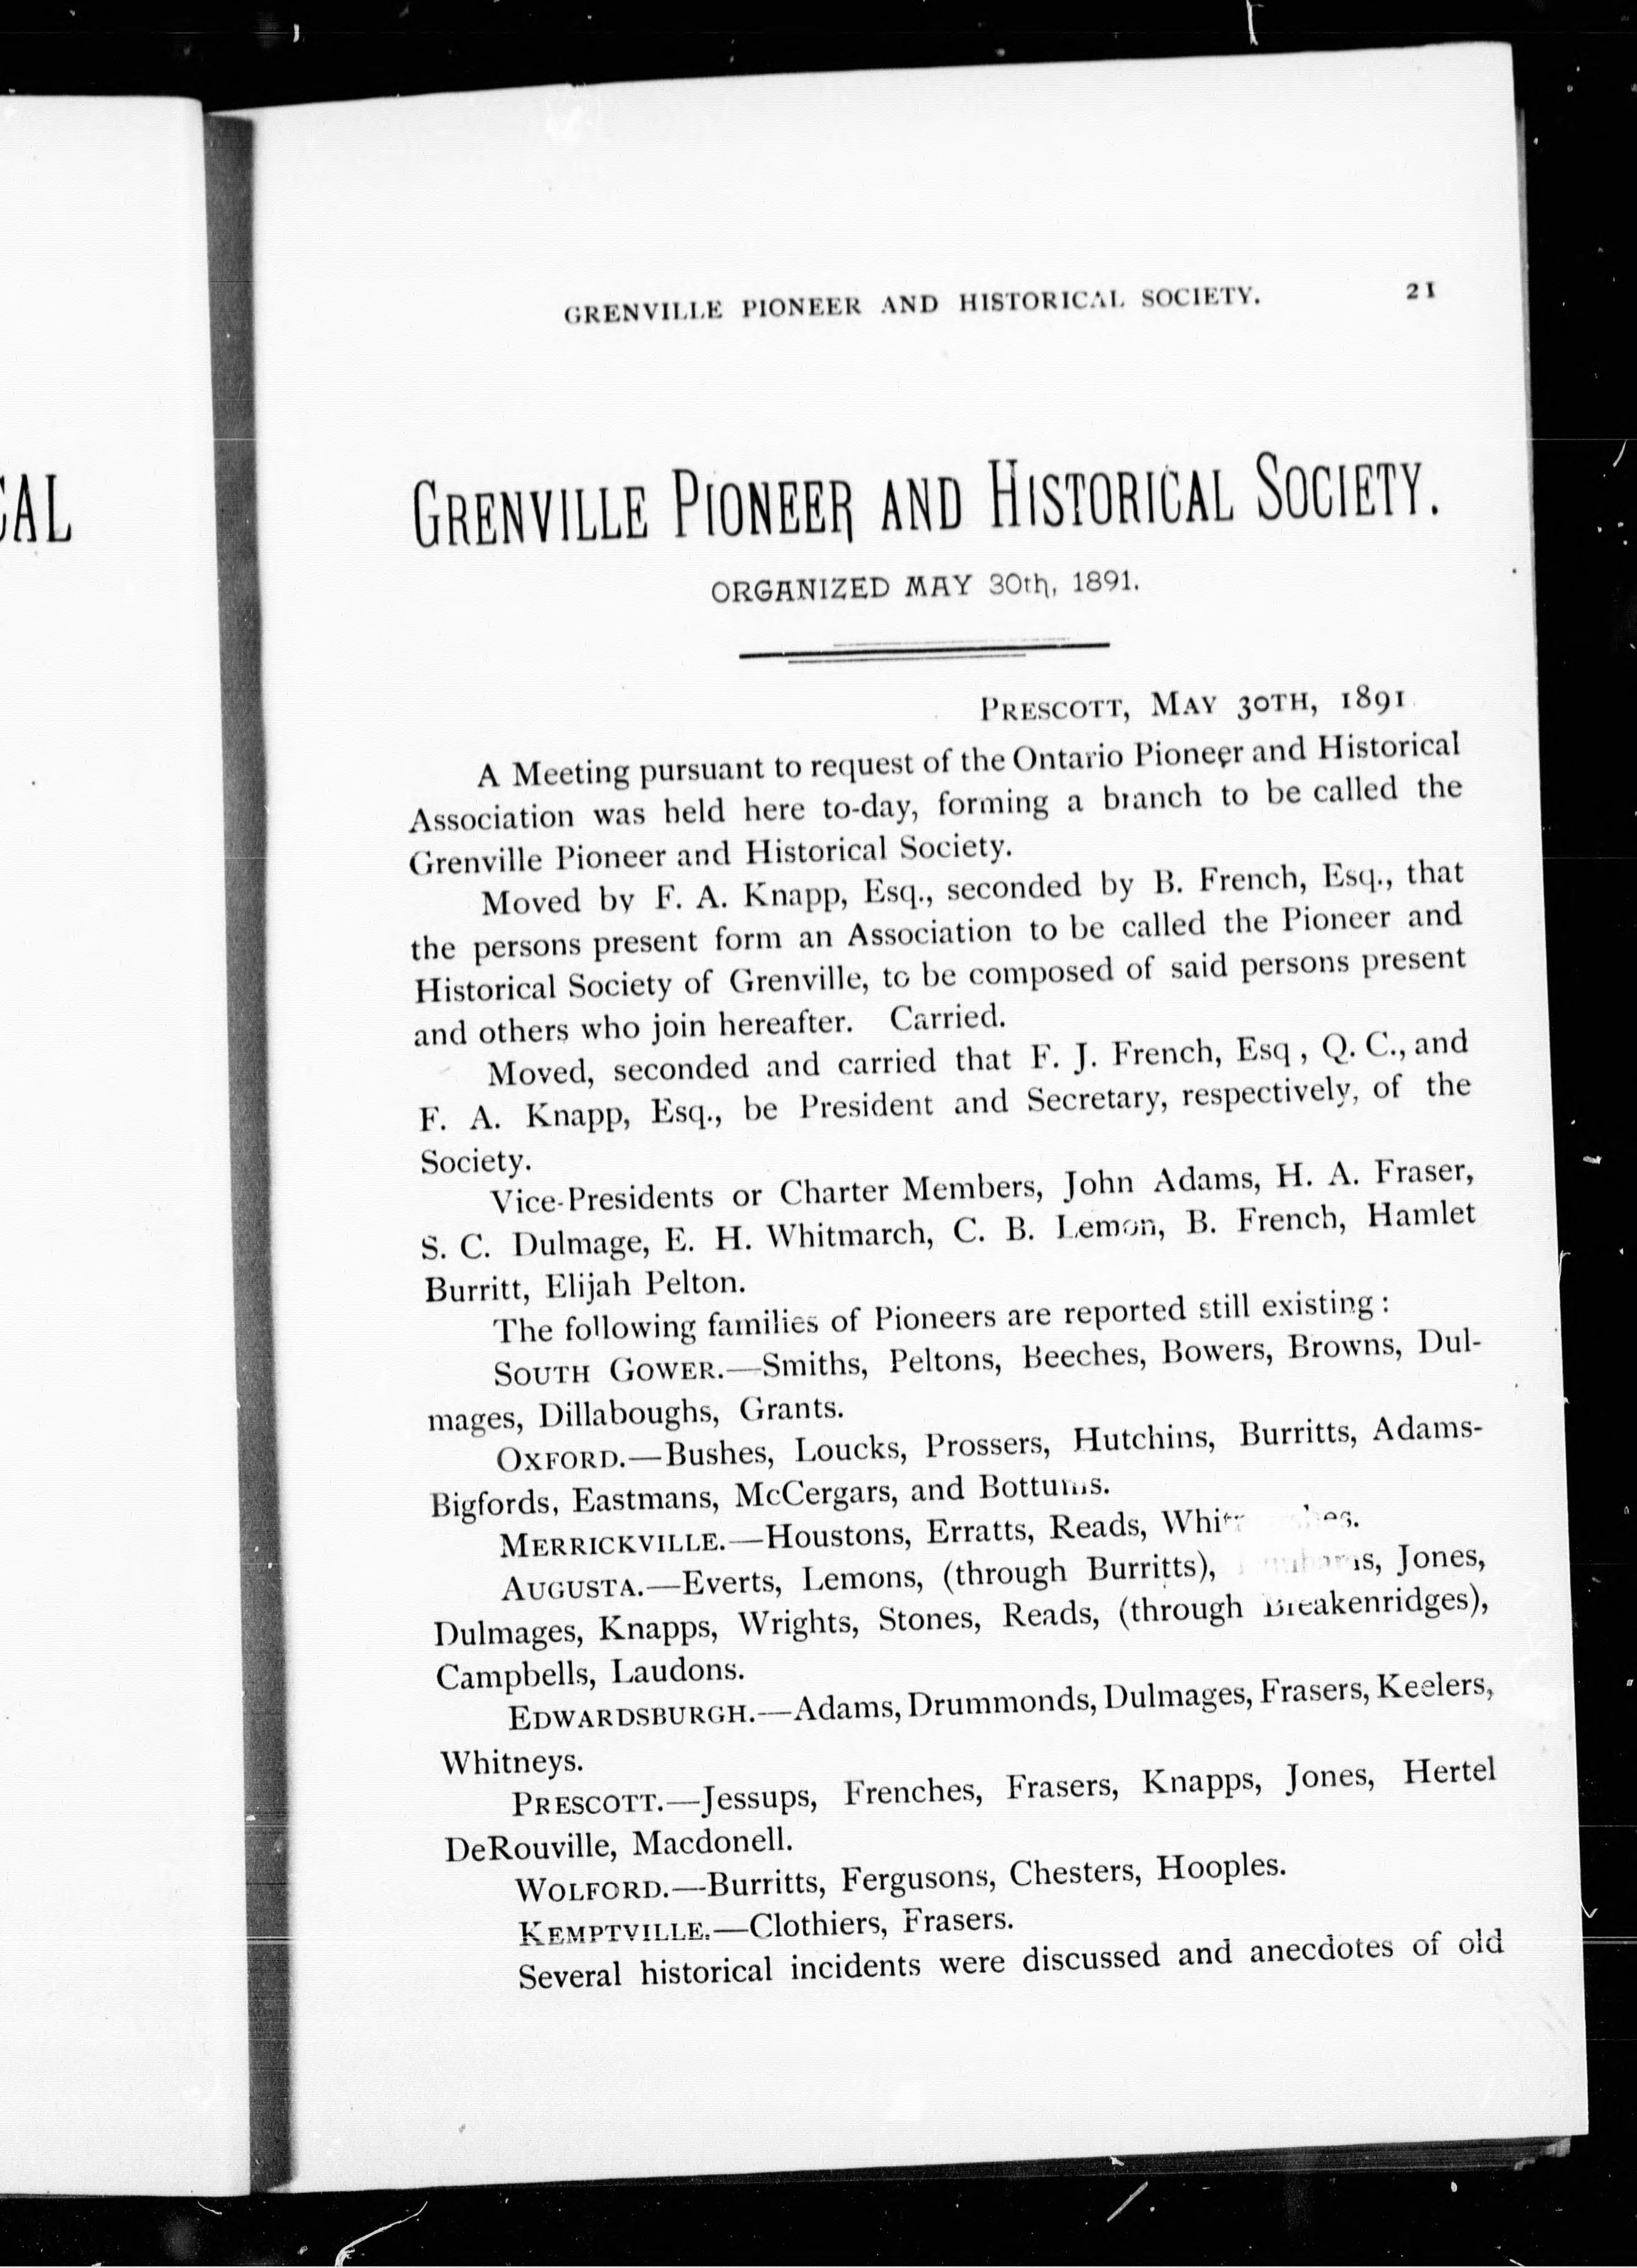 CAL
GRENVILLE PIONEER AND HISTORICAL SOCIETY. 21
GRENVILLE PIONEER AND HISTORICAL SOCIETY.
ORGANIZED MAY 30th, 1891.
PRESCOTT, MAY 30TH, 1891
A Meeting pursuant to request of the Ontario Pioneer and Historical
Association was held here to-day, forming a branch to be called the
Grenville Pioneer and Historical Society.
Moved by F. A. Knapp, Esq., seconded by B. French, Esq., that
the persons present form an Association to be called the Pioneer and
Historical Society of Grenville, to be composed of said persons present
and others who join hereafter. Carried.
Moved, seconded and carried that F. J. French, Esq , Q. C., and
F. A. Knapp, Esq., be President and Secretary, respectively, of the
Society.
Vice-Presidents or Charter Members, John Adams, H. A. Fraser,
S. C. Dulmage, E. H. Whitmarch, C. B. Lemon, B. French, Hamlet
Burritt, Elijah Pelton.
The following families of Pioneers are reported still existing:
SOUTH GOWER.—Smiths, Peltons, Beeches, Bowers, Browns, Dul-
mages, Dillaboughs, Grants.
OXFORD.—Bushes, Loucks, Prossers, Hutchins, Burritts, Adams-
Bigfords, Eastmans, McCergars, and Bottums.
MERRICKVILLE.—Houstons, Erratts, Reads,
AUGUSTA.—Everts, Lemons, (through Burritts), Jones,
Dulmages, Knapps, Wrights, Stones, Reads, (through Breakenridges),
Campbells, Laudons.
EDWARDSBURGH.—Adams, Drummonds, Dulmages, Frasers, Keelers,
Whitneys.
PRESCOTT.—Jessups, Frenches, Frasers, Knapps, Jones, Hertel
DeRouville, Macdonell.
WOLFORD.—Burritts, Fergusons, Chesters, Hooples.
KEMPTVILLE.—Clothiers, Frasers.
Several historical incidents were discussed and anecdotes of old